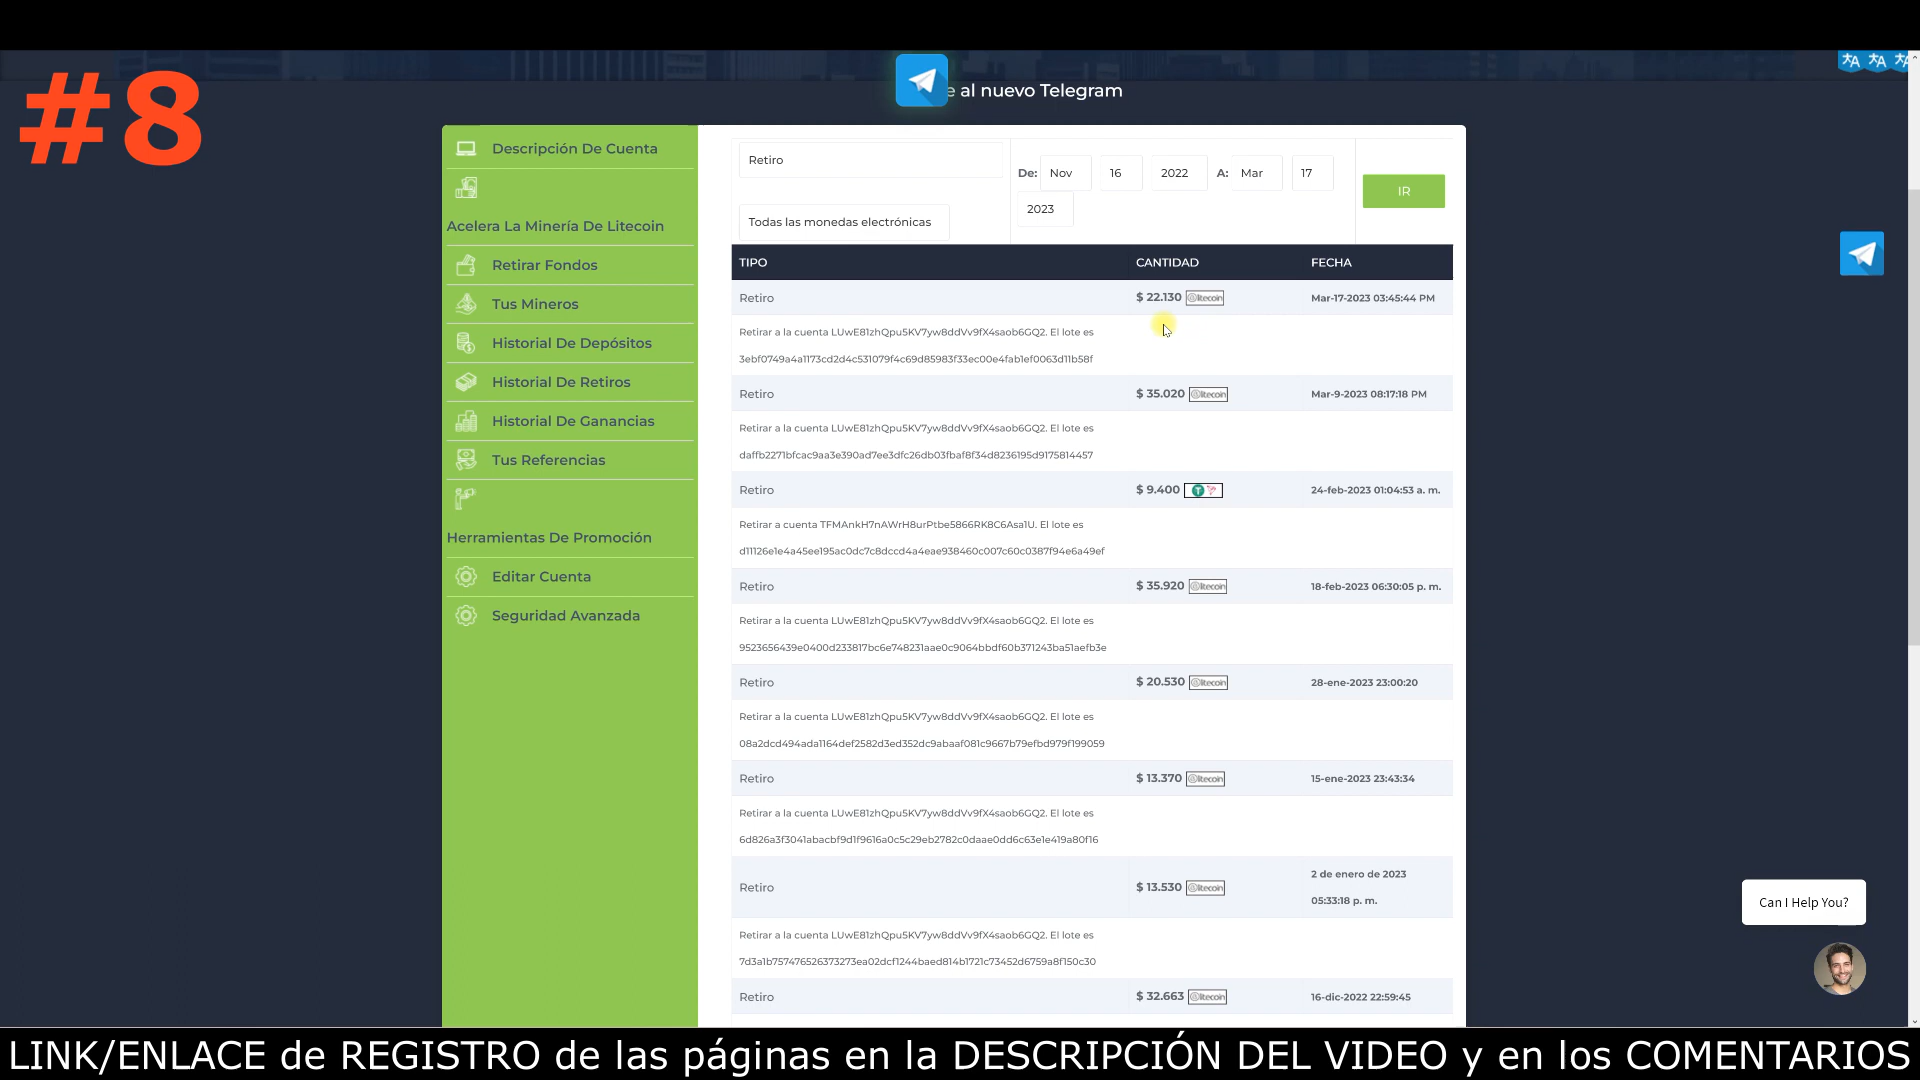 #8
e al nuevo Telegram
Descripción De Cuenta
Acelera La Minería De Litecoin
Retirar Fondos
Tus Mineros
Historial De Depósitos
Historial De Retiros
Historial De Ganancias
Tus Referencias
Herramientas De Promoción
Editar Cuenta
Seguridad Avanzada
Retiro
De: Nov 16 2022 A: Mar 17
2023
IR
Todas las monedas electrónicas
TIPO CANTIDAD FECHA
Retiro $ 22.130 litecoin Mar-17-2023 03:45:44 PM
Retirar a la cuenta LUwE81zhQpu5KV7yw8ddVv9fX4saob6GQ2. El lote es
3ebf0749a4a1173cd2d4c531079f4c69d85983f33ec00e4fab1ef0063d11b58f
Retiro $ 35.020 litecoin Mar-9-2023 08:17:18 PM
Retirar a la cuenta LUwE81zhQpu5KV7yw8ddVv9fX4saob6GQ2. El lote es
daffb2271bfcac9aa3e390ad7ee3dfc26db03fbaf8f34d8236195d9175814457
Retiro $ 9.400 24-feb-2023 01:04:53 a. m.
Retirar a cuenta TFMAnkH7nAWrH8urPtbe5866RK8C6Asa1U. El lote es
d11126e1e4a45ee195ac0dc7c8dccd4a4eae938460c007c60c0387f94e6a49ef
Retiro $ 35.920 litecoin 18-feb-2023 06:30:05 p. m.
Retirar a la cuenta LUwE81zhQpu5KV7yw8ddVv9fX4saob6GQ2. El lote es
9523656439e0400d233817bc6e748231aae0c9064bbdf60b371243ba51aefb3e
Retiro $ 20.530 litecoin 28-ene-2023 23:00:20
Retirar a la cuenta LUwE81zhQpu5KV7yw8ddVv9fX4saob6GQ2. El lote es
08a2dcd494ada1164def2582d3ed352dc9abaaf081c9667b79efbd979f199059
Retiro $ 13.370 litecoin 15-ene-2023 23:43:34
Retirar a la cuenta LUwE81zhQpu5KV7yw8ddVv9fX4saob6GQ2. El lote es
6d826a3f3041abacbf9d1f9616a0c5c29eb2782c0daae0dd6c63e1e419a80f16
Retiro $ 13.530 litecoin 2 de enero de 2023
05:33:18 p. m.
Retirar a la cuenta LUwE81zhQpu5KV7yw8ddVv9fX4saob6GQ2. El lote es
7d3a1b757476526373273ea02dcf1244baed814b1721c73452d6759a8f150c30
Retiro $ 32.663 litecoin 16-dic-2022 22:59:45
Can I Help You?
LINK/ENLACE de REGISTRO de las páginas en la DESCRIPCIÓN DEL VIDEO y en los COMENTARIOS